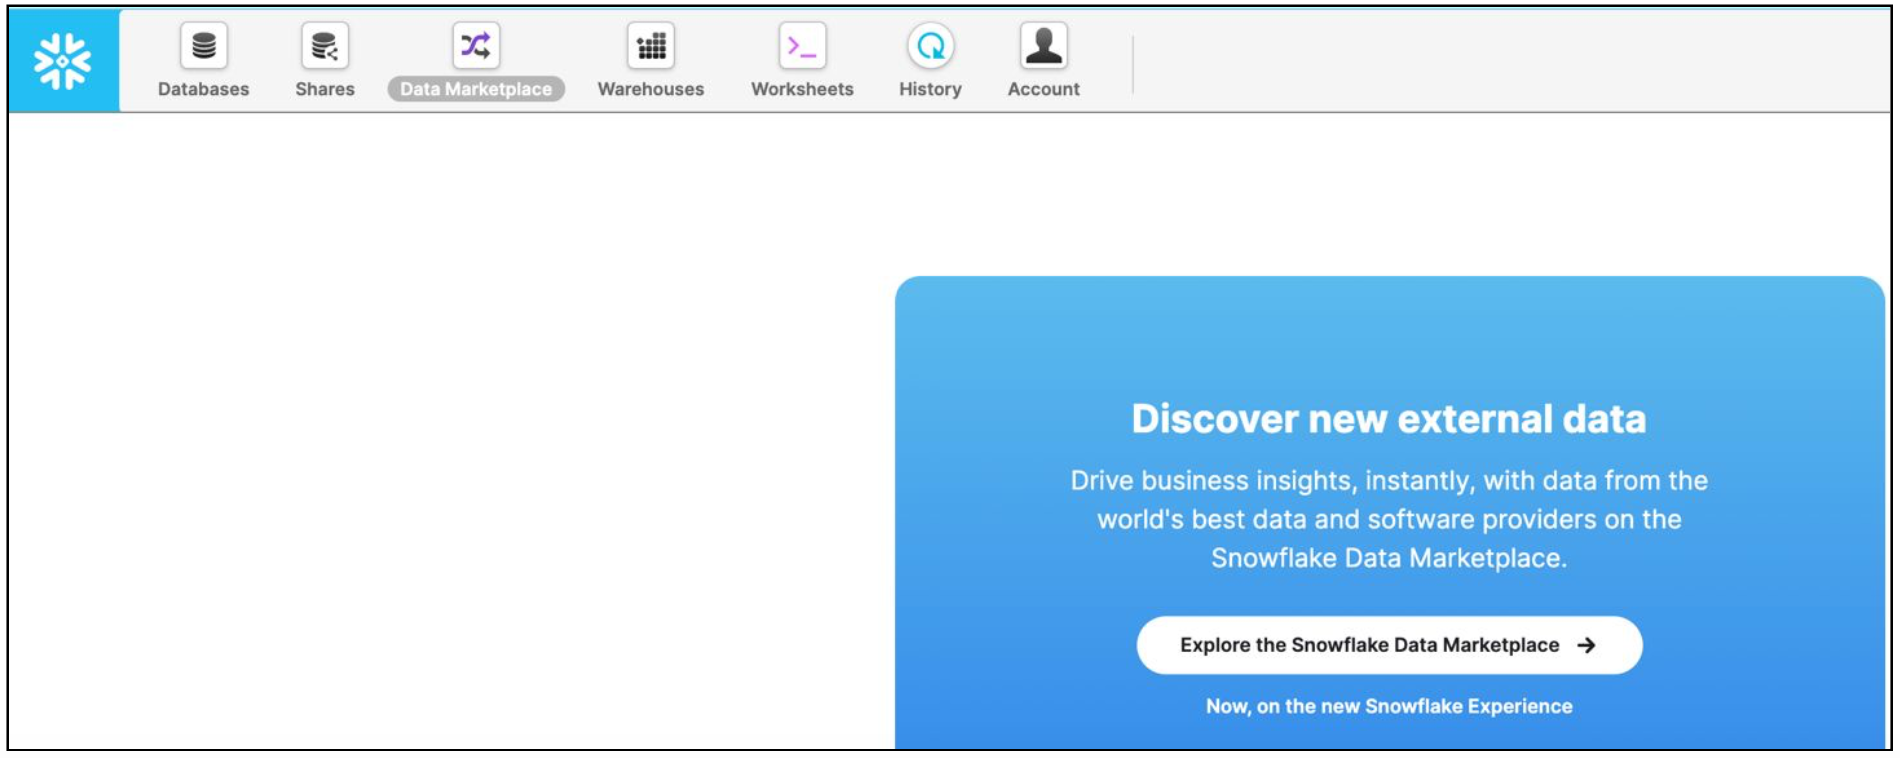 Databases
Shares
Data Marketplace
Warehouses
Worksheets
History
Account
Discover new external data
Drive business insights, instantly, with data from the
world's best data and software providers on the
Snowflake Data Marketplace.
Explore the Snowflake Data Marketplace →
Now, on the new Snowflake Experience